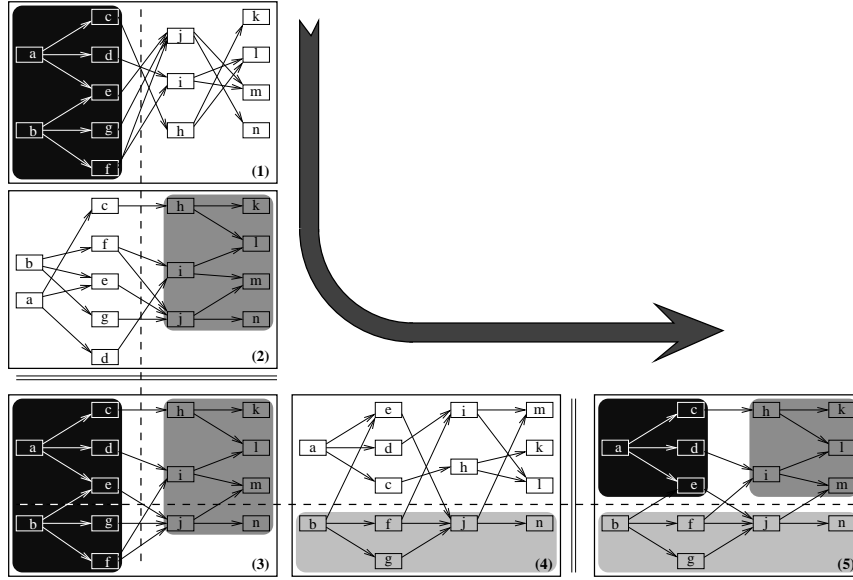 c k
j
a d l
i
e m
b g h n
f (1)
c h k
f l
b
e i m
a
g j n
d (2)
c h k
a d l
i
e m
b g j n
f (3)
e i m
a d k
h
c l
b f j n
g (4)
c h k
a d l
i
e m
b f j n
g (5)